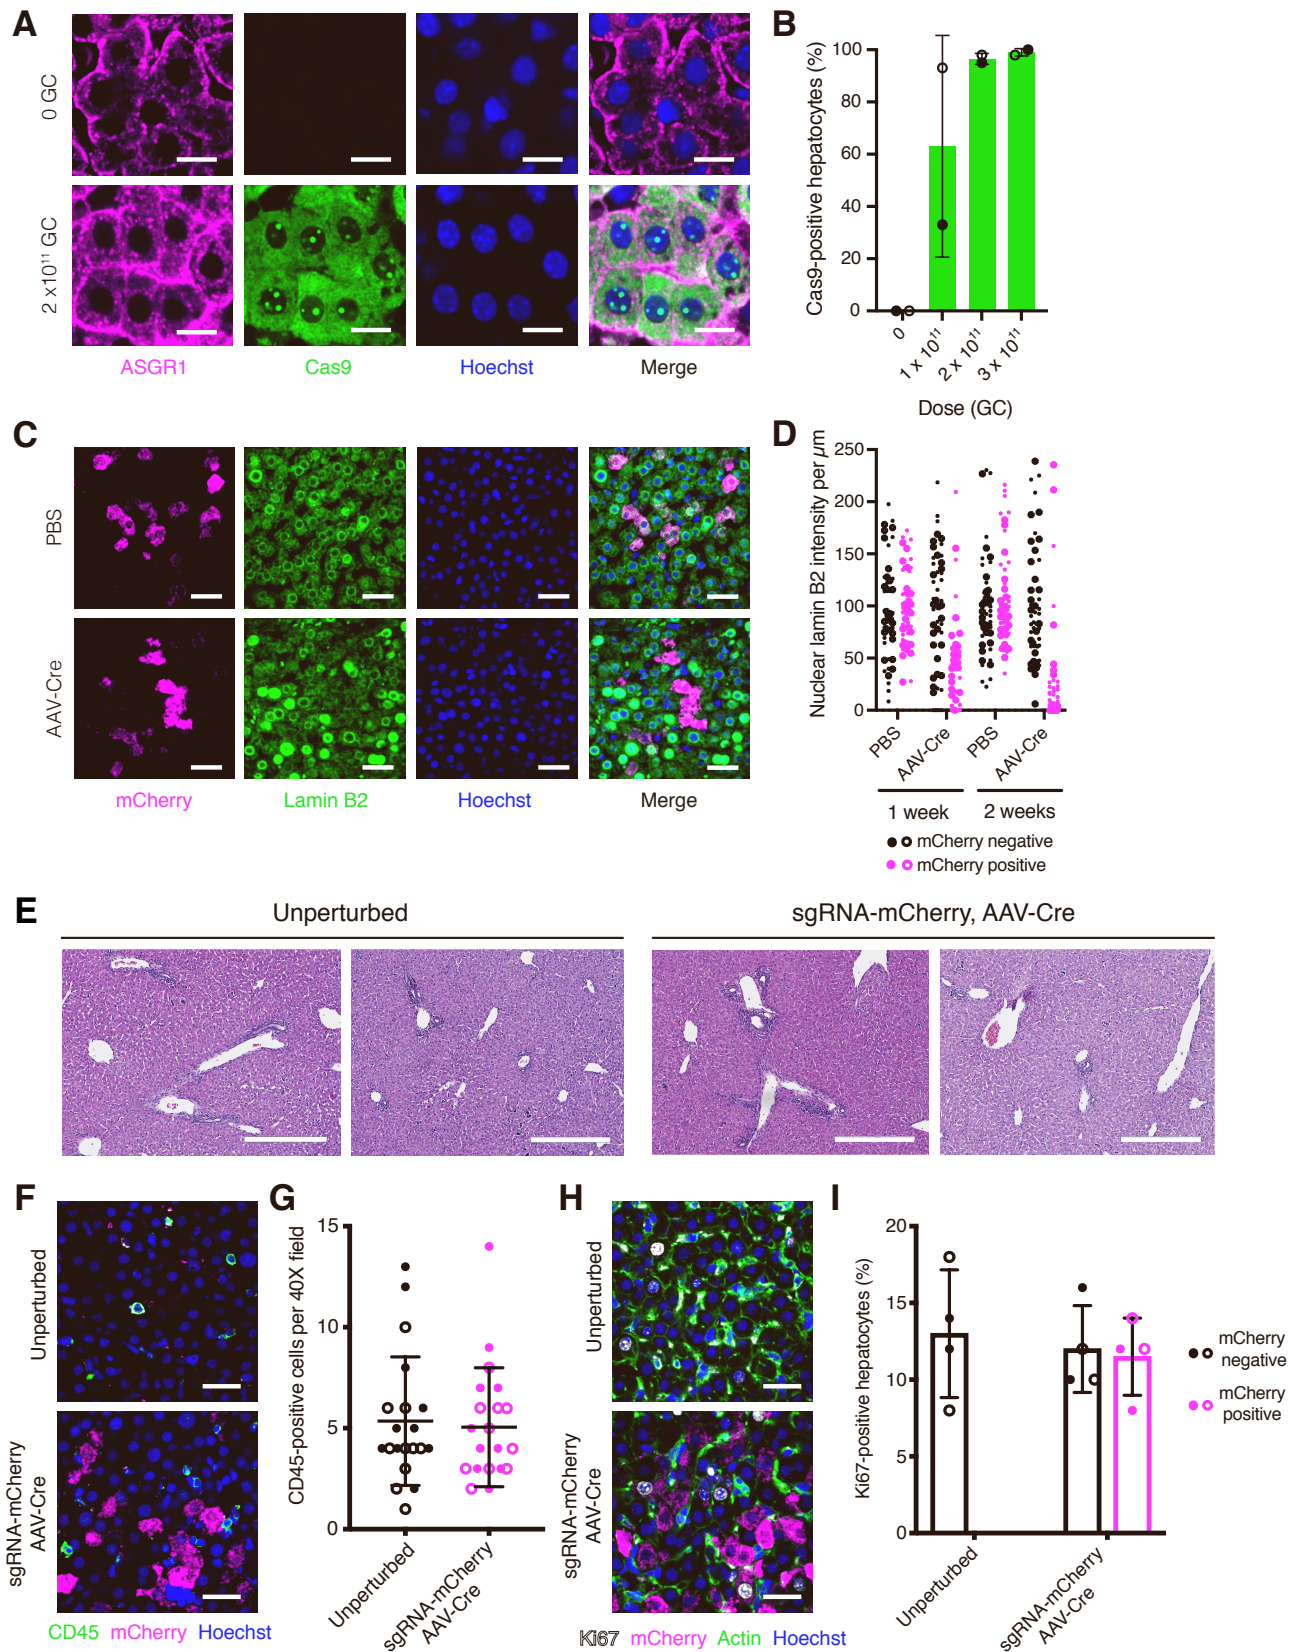 A
0 GC
2 x10¹¹ GC
ASGR1
Cas9
Hoechst
Merge
B
Cas9-positive hepatocytes (%)
100
80
60
40
20
0
0
1 x 10¹¹
2 x 10¹¹
3 x 10¹¹
Dose (GC)
C
PBS
AAV-Cre
mCherry
Lamin B2
Hoechst
Merge
D
Nuclear lamin B2 intensity per µm
250
200
150
100
50
0
PBS
AAV-Cre
PBS
AAV-Cre
1 week
2 weeks
mCherry negative
mCherry positive
E
Unperturbed
sgRNA-mCherry, AAV-Cre
F
Unperturbed
sgRNA-mCherry
AAV-Cre
CD45 mCherry Hoechst
G
CD45-positive cells per 40X field
15
10
5
0
Unperturbed
sgRNA-mCherry
AAV-Cre
H
Unperturbed
sgRNA-mCherry
AAV-Cre
Ki67 mCherry Actin Hoechst
I
Ki67-positive hepatocytes (%)
20
15
10
5
0
Unperturbed
sgRNA-mCherry
AAV-Cre
mCherry
negative
mCherry
positive